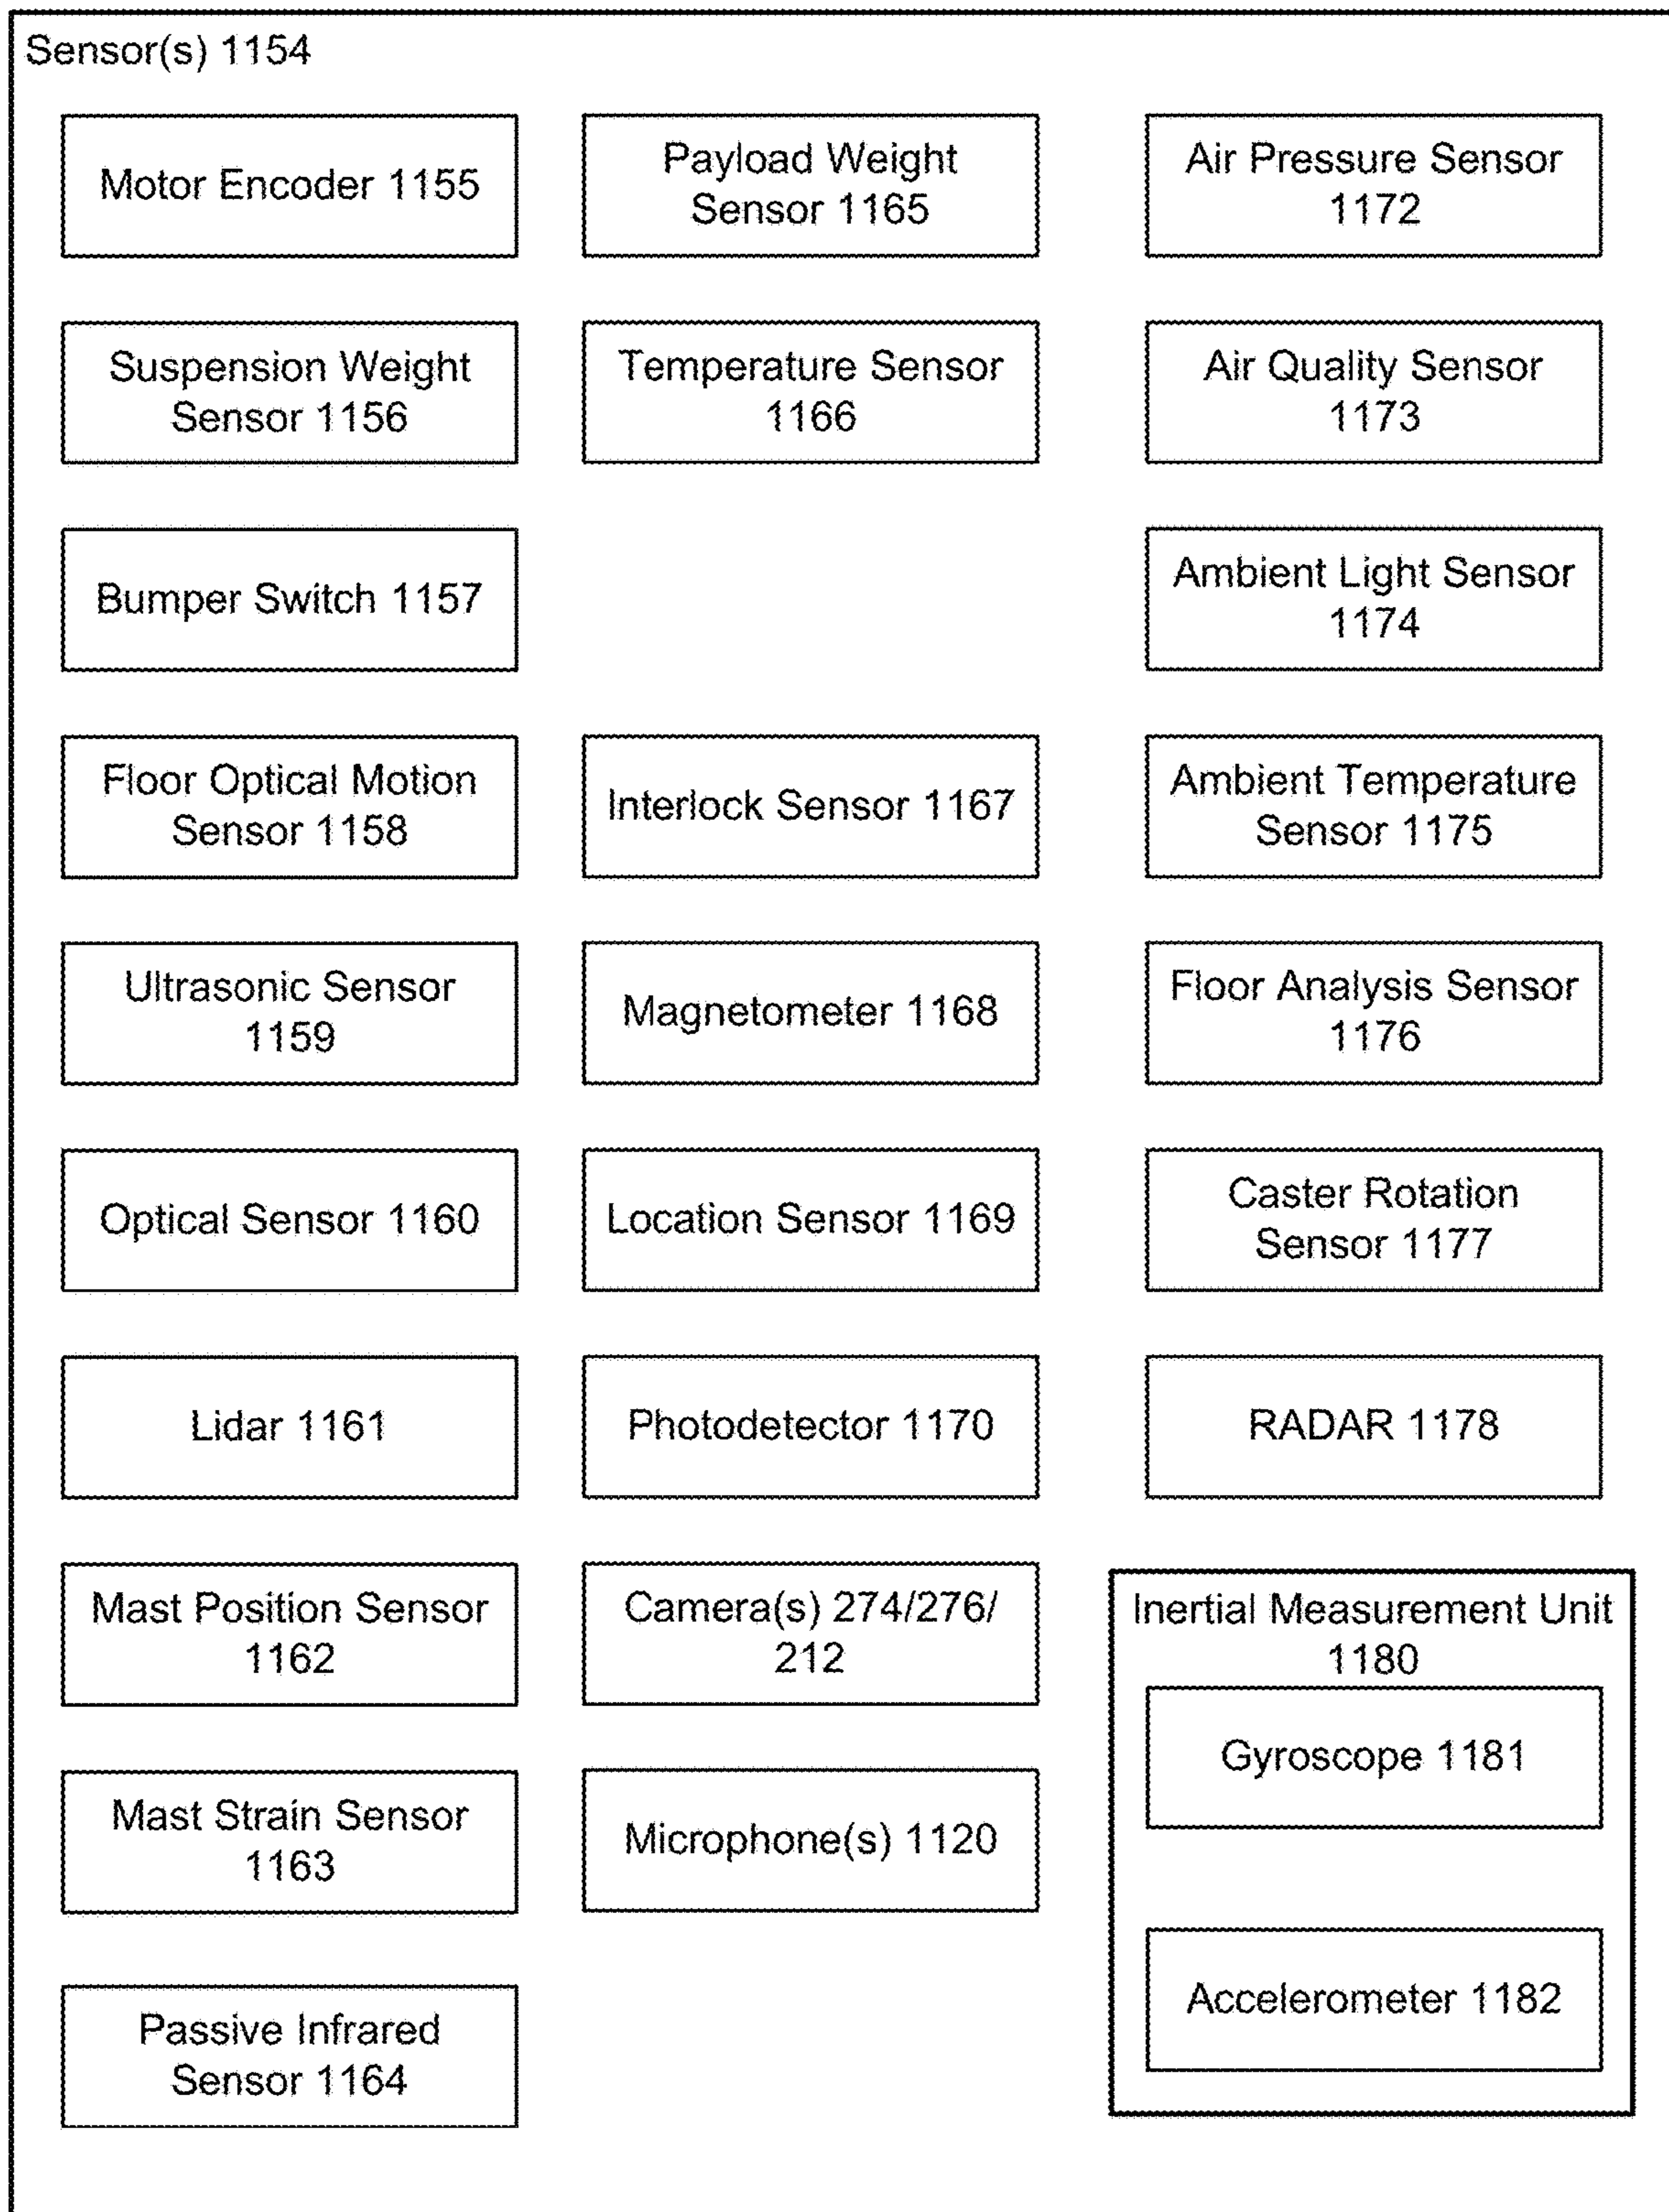 Sensor(s) 1154
Motor Encoder 1155
Suspension Weight
Sensor 1156
Bumper Switch 1157
Floor Optical Motion
Sensor 1158
Ultrasonic Sensor
1159
Optical Sensor 1160
Lidar 1161
Mast Position Sensor
1162
Mast Strain Sensor
1163
Passive Infrared
Sensor 1164
Payload Weight
Sensor 1165
Temperature Sensor
1166
Interlock Sensor 1167
Magnetometer 1168
Location Sensor 1169
Photodetector 1170
Camera(s) 274/276/
212
Microphone(s) 1120
Air Pressure Sensor
1172
Air Quality Sensor
1173
Ambient Light Sensor
1174
Ambient Temperature
Sensor 1175
Floor Analysis Sensor
1176
Caster Rotation
Sensor 1177
RADAR 1178
Inertial Measurement Unit
1180
Gyroscope 1181
Accelerometer 1182